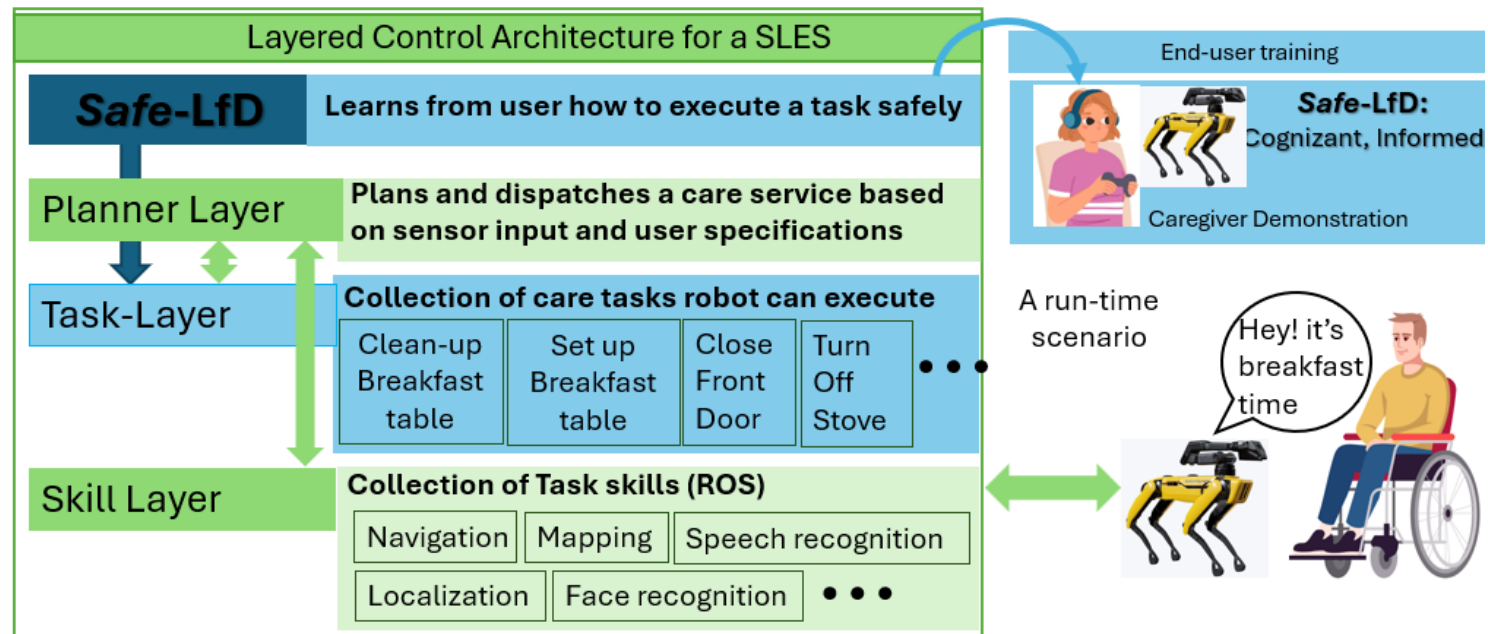 Layered Control Architecture for a SLES
Safe-LfD
Learns from user how to execute a task safely
Planner Layer
Plans and dispatches a care service based
on sensor input and user specifications
Task-Layer
Collection of care tasks robot can execute
Clean-up
Breakfast
table
Set up
Breakfast
table
Close
Front
Door
Turn
Off
Stove
Skill Layer
Collection of Task skills (ROS)
Navigation
Mapping
Speech recognition
Localization
Face recognition
End-user training
Safe-LfD:
Cognizant, Informed
Caregiver Demonstration
A run-time
scenario
Hey! it's
breakfast
time